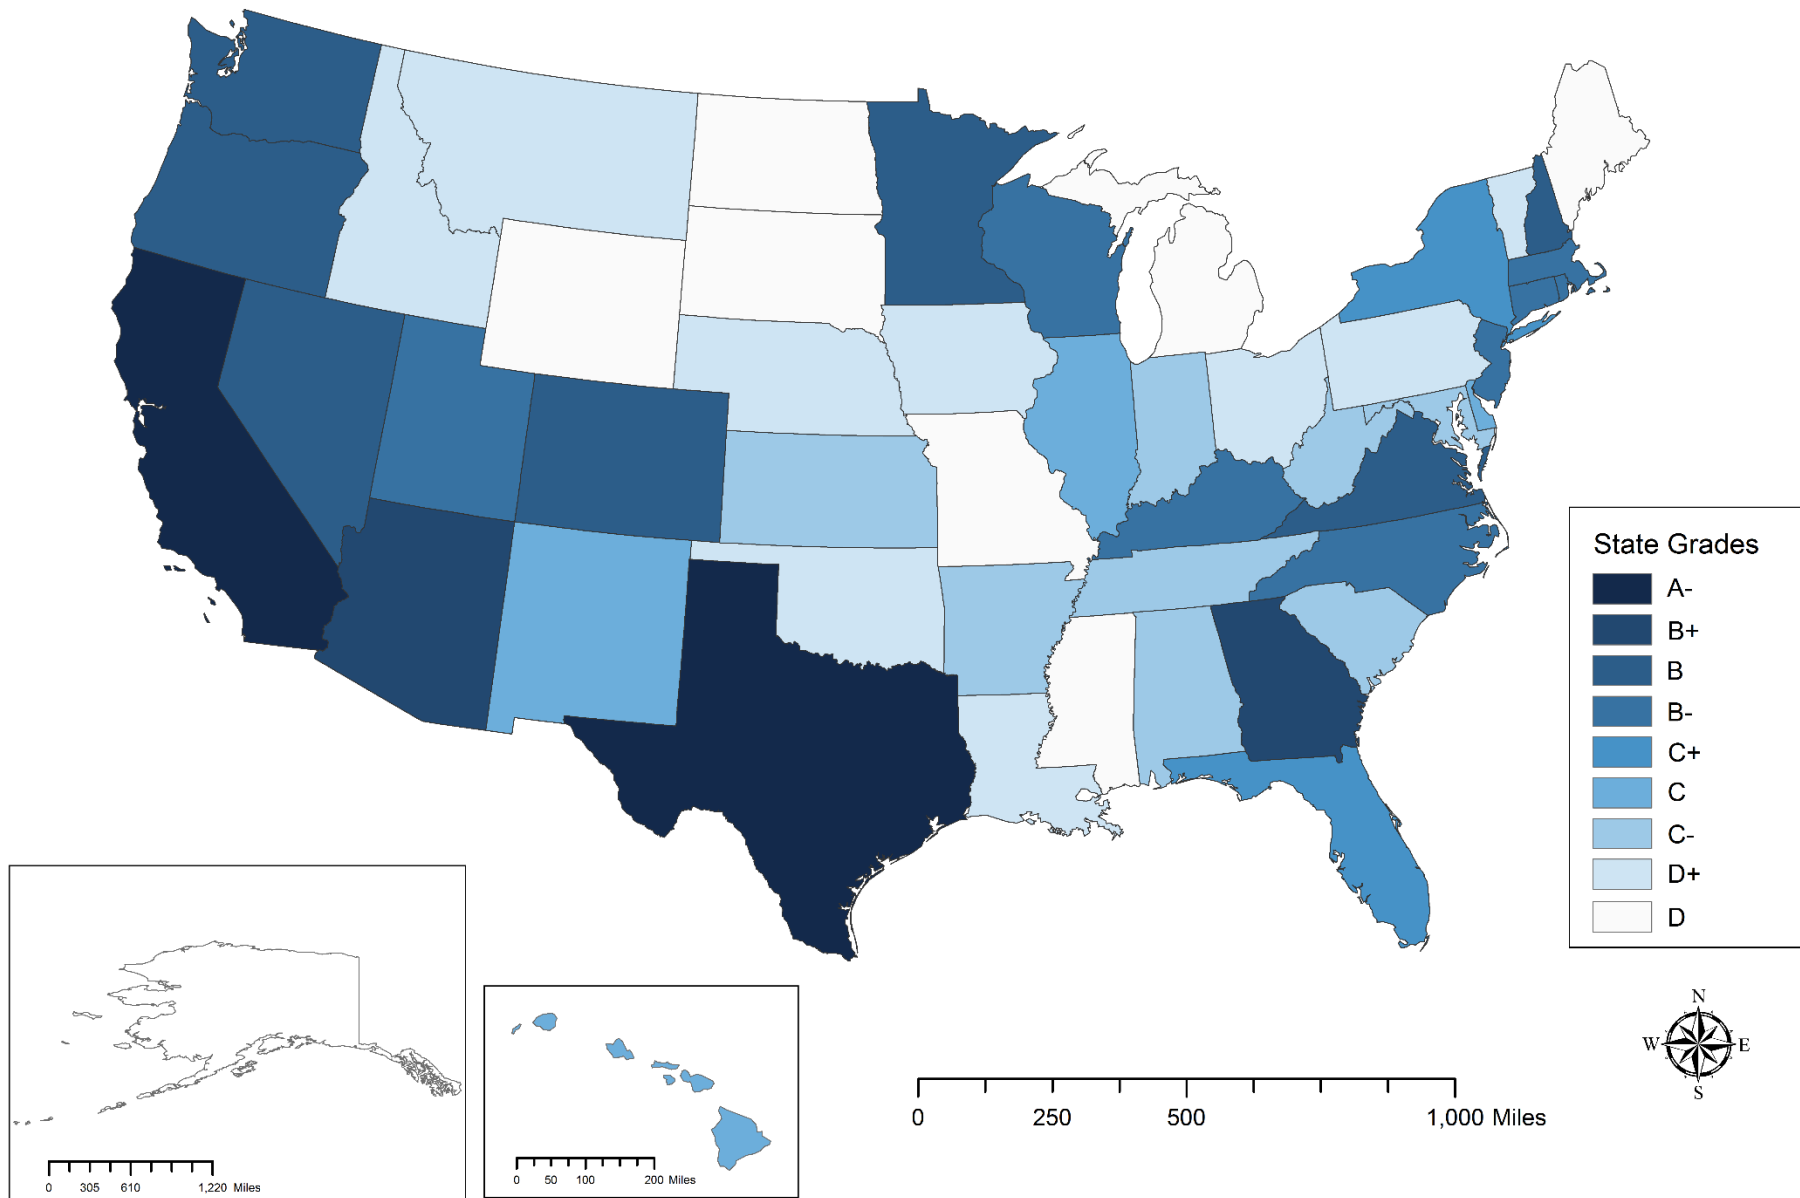 State Grades
A-
B+
B
B-
C+
C
C-
D+
D
N
W E
S
0 250 500 1,000 Miles
0 50 100 200 Miles
0 305 610 1,220 Miles